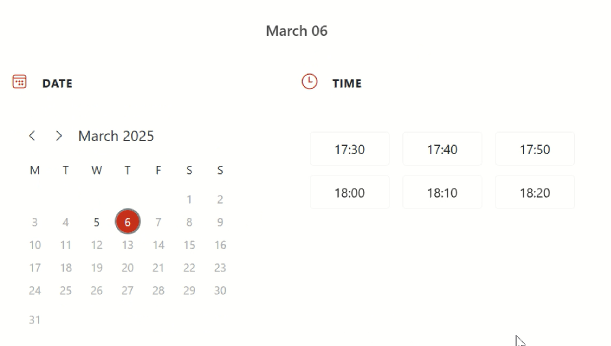 March 06
DATE
March 2025
M T W T F S S
1 2
3 4 5 6 7 8 9
10 11 12 13 14 15 16
17 18 19 20 21 22 23
24 25 26 27 28 29 30
31
TIME
17:30 17:40 17:50
18:00 18:10 18:20